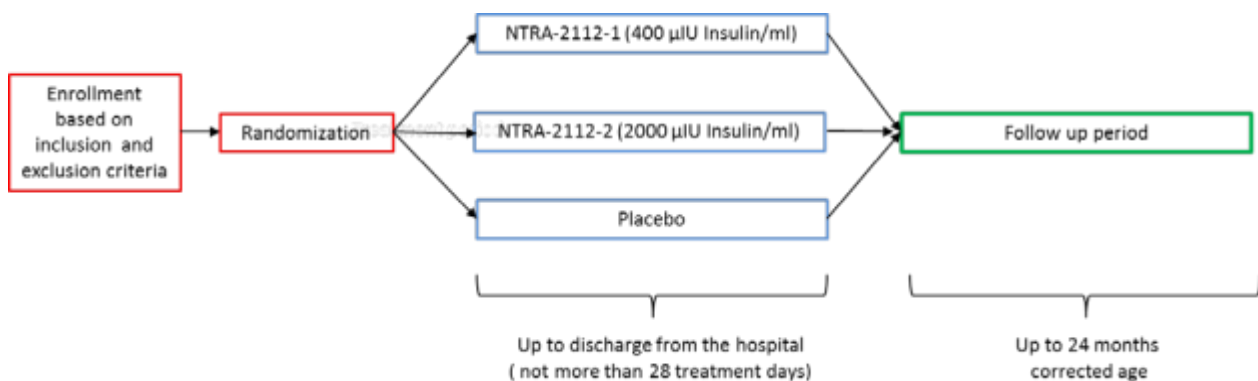 Enrollment
based on
inclusion and
exclusion criteria
Randomization
NTRA-2112-1 (400 µIU Insulin/ml)
NTRA-2112-2 (2000 µIU Insulin/ml)
Placebo
Follow up period
Up to discharge from the hospital
( not more than 28 treatment days)
Up to 24 months
corrected age